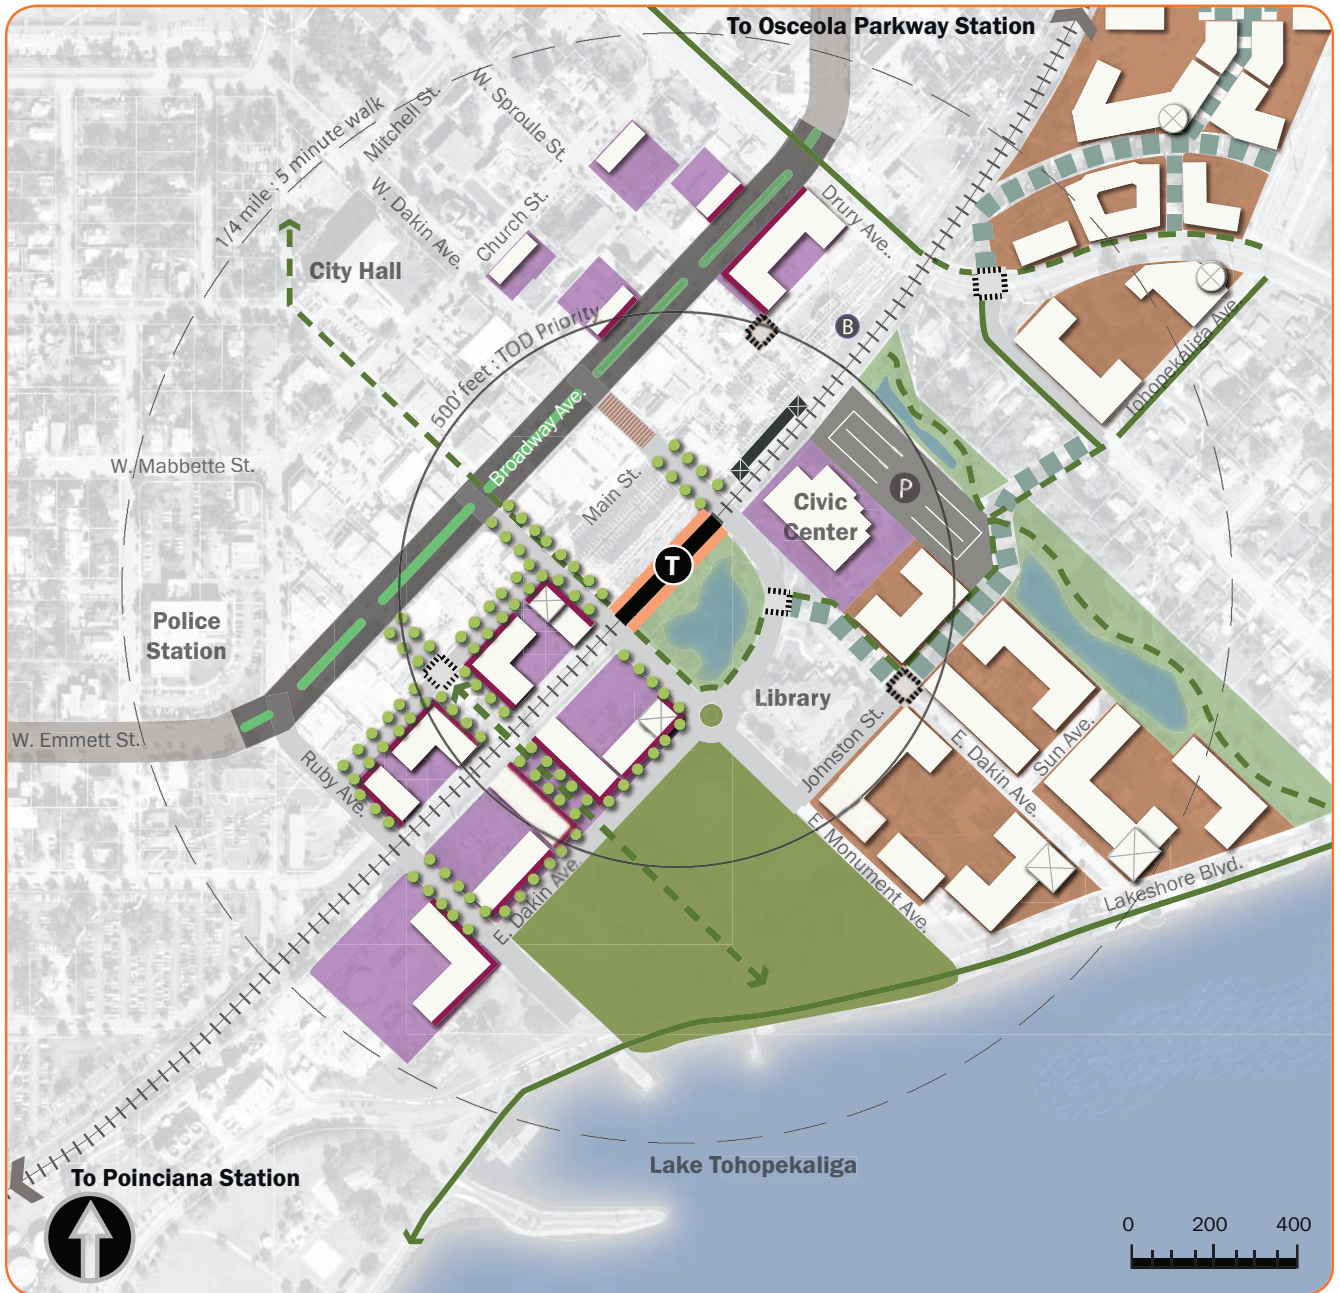 To Osceola Parkway Station
W. Sproule St.
Mitchell St.
1/4 mile : 5 minute walk
W. Dakin Ave.
Church St.
Drury Ave..
City Hall
500' feet : TOD Priority
B
Tohopekaliga Ave.
Broadway Ave.
W. Mabbette St.
Main St.
P
Civic
Center
T
Police
Station
Library
W. Emmett St.
Ruby Ave.
Johnston St.
E. Dakin Ave.
Sun Ave.
E. Monument Ave.
E. Dakin Ave.
Lakeshore Blvd.
Lake Tohopekaliga
To Poinciana Station
0 200 400